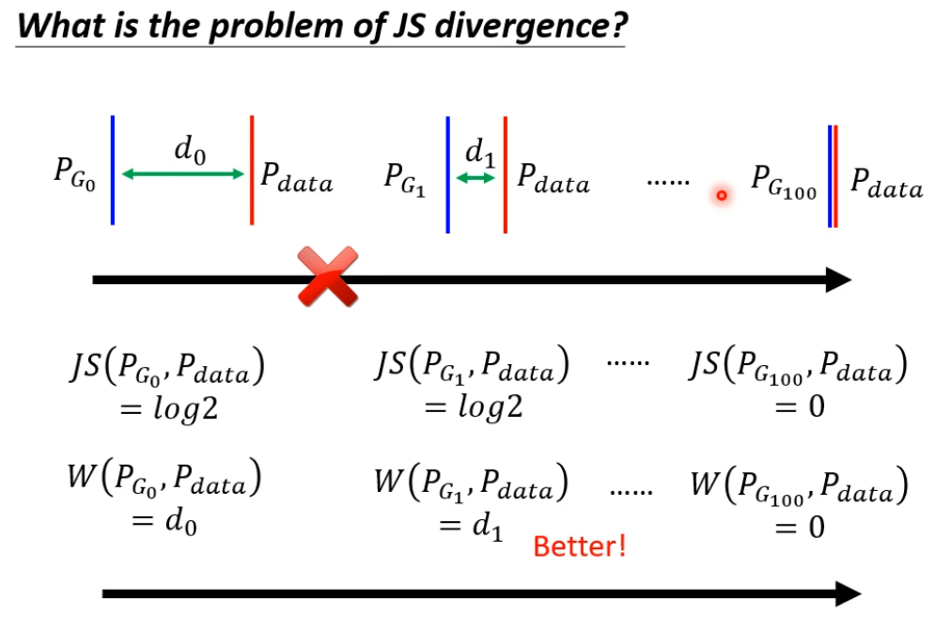 What is the problem of JS divergence?
P_{G_0} d_0 P_{data} P_{G_1} d_1 P_{data} …… P_{G_{100}} P_{data}
JS(P_{G_0}, P_{data}) JS(P_{G_1}, P_{data}) …… JS(P_{G_{100}}, P_{data})
= log2 = log2 = 0
W(P_{G_0}, P_{data}) W(P_{G_1}, P_{data}) …… W(P_{G_{100}}, P_{data})
= d_0 = d_1 = 0
Better!